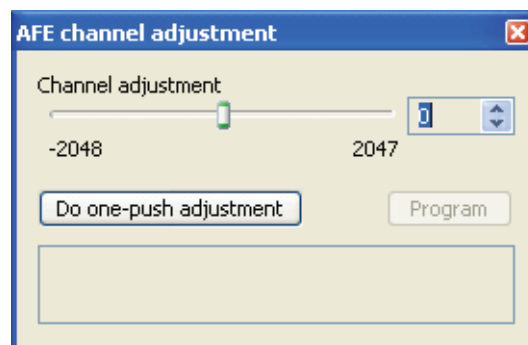 AFE channel adjustment
Channel adjustment
0
-2048 2047
Do one-push adjustment Program